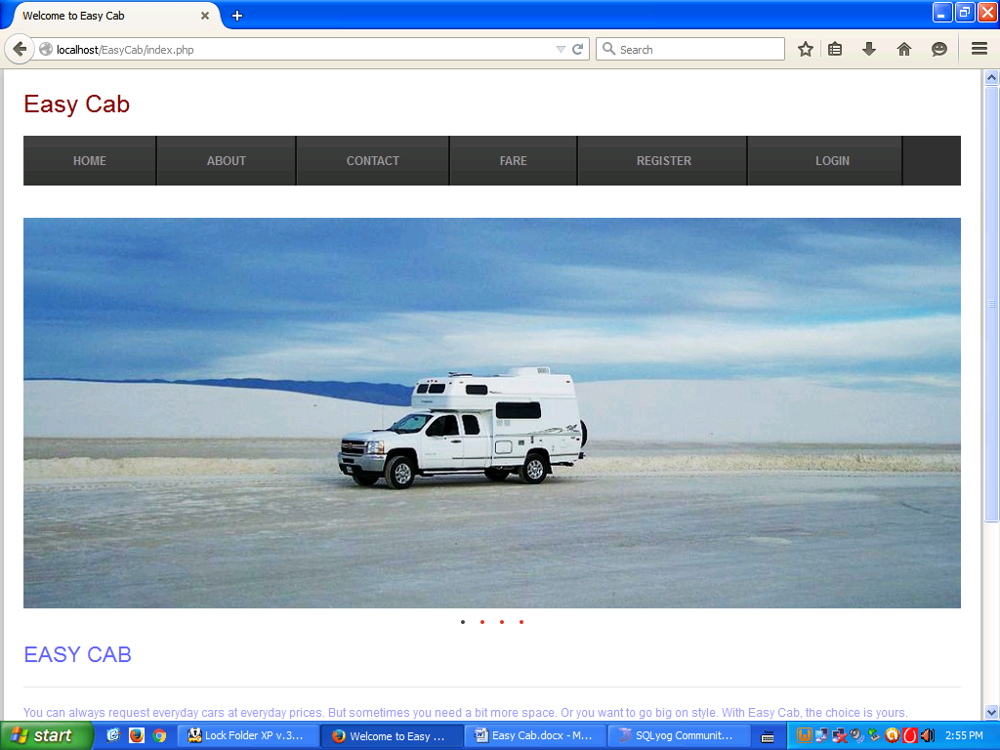 Welcome to Easy Cab
localhost/EasyCab/index.php
Search
Easy Cab
HOME ABOUT CONTACT FARE REGISTER LOGIN
EASY CAB
You can always request everyday cars at everyday prices. But sometimes you need a bit more space. Or you want to go big on style. With Easy Cab, the choice is yours.
start Lock Folder XP v.3... Welcome to Easy ... Easy Cab.docx - M... SQLyog Communit... 2:55 PM